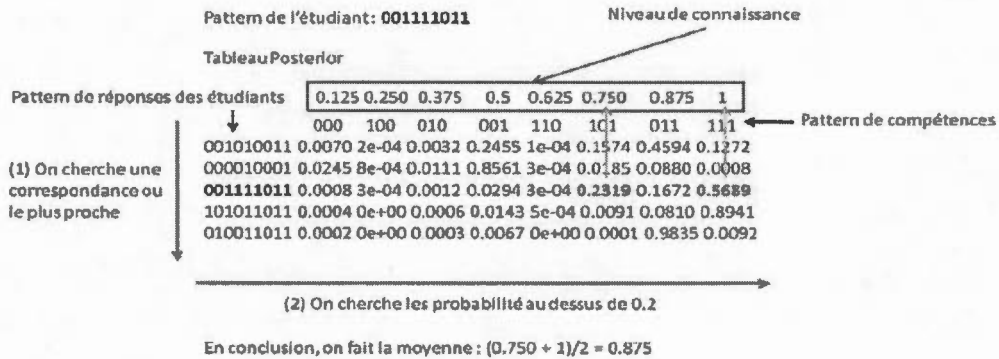 Pattern de l'étudiant: 001111011
Niveau de connaissance
Tableau Posterior
Pattern de réponses des étudiants
0.125 0.250 0.375 0.5 0.625 0.750 0.875 1
000 100 010 001 110 101 011 111
Pattern de compétences
001010011 0.0070 2e-04 0.0032 0.2455 1e-04 0.1574 0.4594 0.1272
(1) On cherche une correspondance ou le plus proche
000010001 0.0245 8e-04 0.0111 0.8561 3e-04 0.0185 0.0880 0.0008
001111011 0.0008 3e-04 0.0012 0.0294 3e-04 0.2319 0.1672 0.5689
101011011 0.0004 0e+00 0.0006 0.0143 5e-04 0.0091 0.0810 0.8941
010011011 0.0002 0e+00 0.0003 0.0067 0e+00 0.0001 0.9835 0.0092
(2) On cherche les probabilité au dessus de 0.2
En conclusion, on fait la moyenne : (0.750 + 1)/2 = 0.875